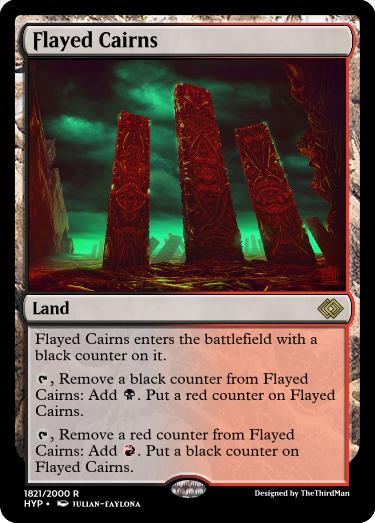 Flayed Cairns
Land
Flayed Cairns enters the battlefield with a
black counter on it.
, Remove a black counter from Flayed
Cairns: Add . Put a red counter on Flayed
Cairns.
, Remove a red counter from Flayed
Cairns: Add . Put a black counter on
Flayed Cairns.
1821/2000 R
HYP • JULIAN-FAYLONA
Designed by TheThirdMan